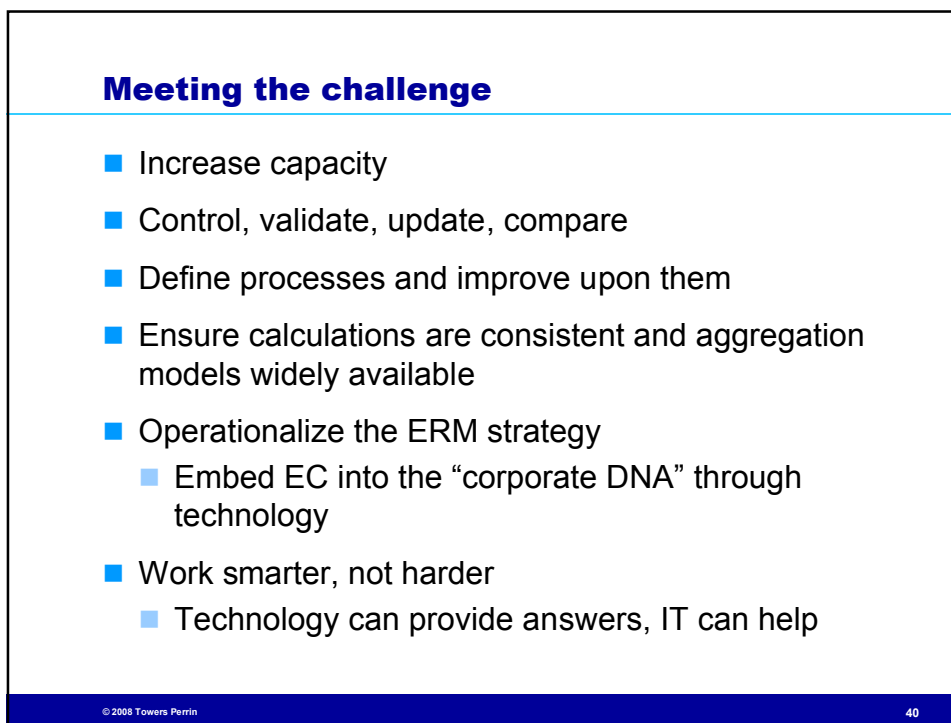 Meeting the challenge
Increase capacity
Control, validate, update, compare
Define processes and improve upon them
Ensure calculations are consistent and aggregation
models widely available
Operationalize the ERM strategy
Embed EC into the “corporate DNA” through
technology
Work smarter, not harder
Technology can provide answers, IT can help
© 2008 Towers Perrin
40